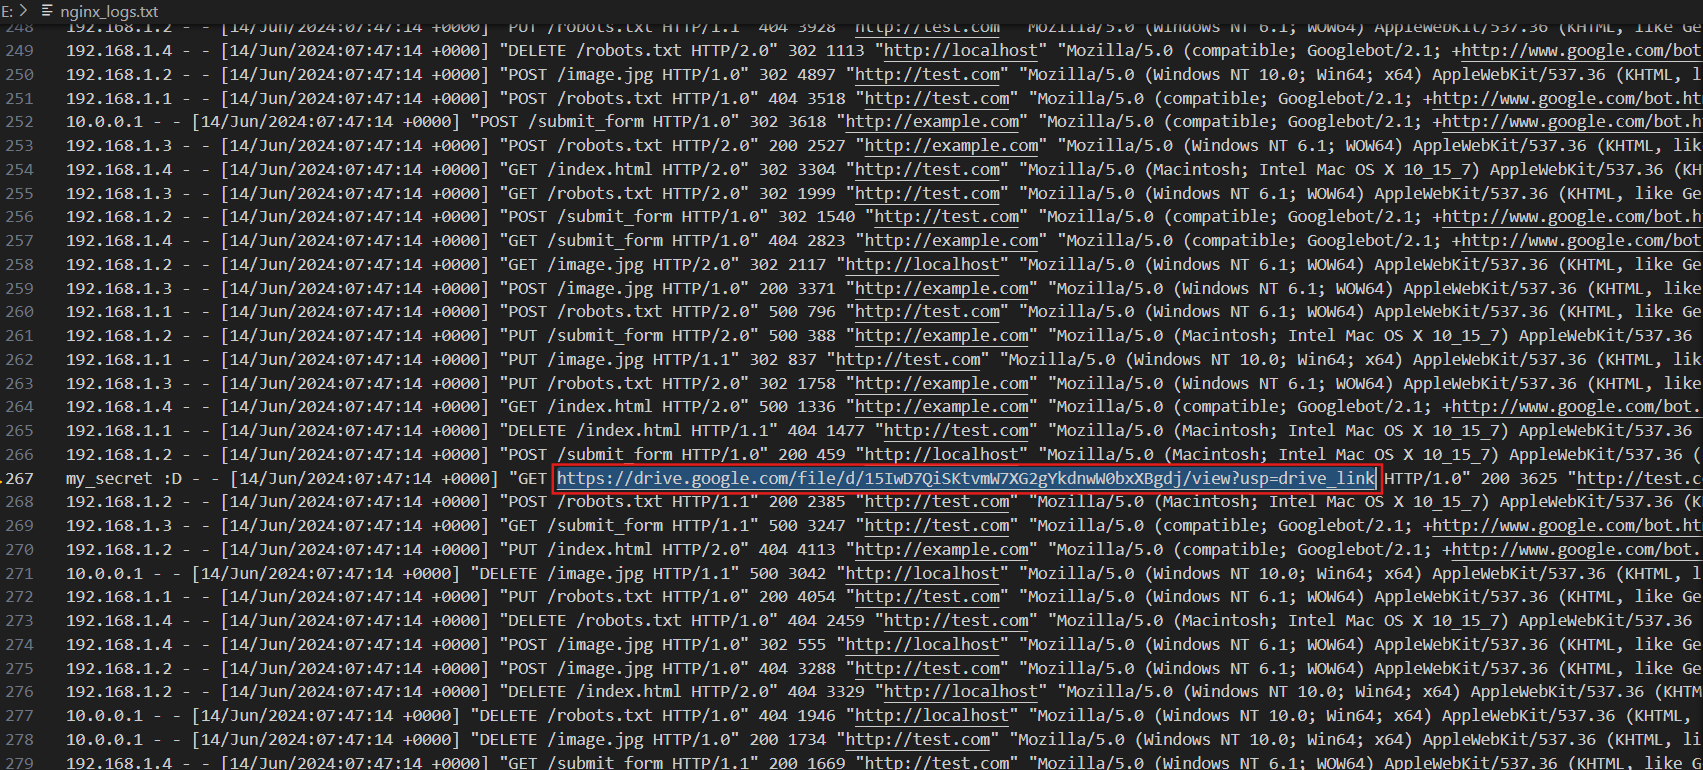 E: > nginx_logs.txt
248 192.168.1.2 - - [14/Jun/2024:07:47:14 +0000] "PUT /robots.txt HTTP/1.1" 404 3928 "http://test.com" "Mozilla/5.0 (Windows NT 6.1; WOW64) AppleWebKit/537.36 (KHTML, like Ge
249 192.168.1.4 - - [14/Jun/2024:07:47:14 +0000] "DELETE /robots.txt HTTP/2.0" 302 1113 "http://localhost" "Mozilla/5.0 (compatible; Googlebot/2.1; +http://www.google.com/bot
250 192.168.1.2 - - [14/Jun/2024:07:47:14 +0000] "POST /image.jpg HTTP/1.0" 302 4897 "http://test.com" "Mozilla/5.0 (Windows NT 10.0; Win64; x64) AppleWebKit/537.36 (KHTML, l
251 192.168.1.1 - - [14/Jun/2024:07:47:14 +0000] "POST /robots.txt HTTP/1.0" 404 3518 "http://test.com" "Mozilla/5.0 (compatible; Googlebot/2.1; +http://www.google.com/bot.ht
252 10.0.0.1 - - [14/Jun/2024:07:47:14 +0000] "POST /submit_form HTTP/1.0" 302 3618 "http://example.com" "Mozilla/5.0 (compatible; Googlebot/2.1; +http://www.google.com/bot.h
253 192.168.1.3 - - [14/Jun/2024:07:47:14 +0000] "POST /robots.txt HTTP/2.0" 200 2527 "http://example.com" "Mozilla/5.0 (Windows NT 6.1; WOW64) AppleWebKit/537.36 (KHTML, lik
254 192.168.1.4 - - [14/Jun/2024:07:47:14 +0000] "GET /index.html HTTP/2.0" 302 3304 "http://test.com" "Mozilla/5.0 (Macintosh; Intel Mac OS X 10_15_7) AppleWebKit/537.36 (KH
255 192.168.1.3 - - [14/Jun/2024:07:47:14 +0000] "GET /robots.txt HTTP/2.0" 302 1999 "http://test.com" "Mozilla/5.0 (Windows NT 6.1; WOW64) AppleWebKit/537.36 (KHTML, like Ge
256 192.168.1.2 - - [14/Jun/2024:07:47:14 +0000] "POST /submit_form HTTP/1.0" 302 1540 "http://test.com" "Mozilla/5.0 (compatible; Googlebot/2.1; +http://www.google.com/bot.h
257 192.168.1.4 - - [14/Jun/2024:07:47:14 +0000] "GET /submit_form HTTP/1.0" 404 2823 "http://example.com" "Mozilla/5.0 (compatible; Googlebot/2.1; +http://www.google.com/bot
258 192.168.1.2 - - [14/Jun/2024:07:47:14 +0000] "GET /image.jpg HTTP/2.0" 302 2117 "http://localhost" "Mozilla/5.0 (Windows NT 6.1; WOW64) AppleWebKit/537.36 (KHTML, like Ge
259 192.168.1.3 - - [14/Jun/2024:07:47:14 +0000] "POST /image.jpg HTTP/1.0" 200 3371 "http://example.com" "Mozilla/5.0 (Windows NT 6.1; WOW64) AppleWebKit/537.36 (KHTML, like
260 192.168.1.1 - - [14/Jun/2024:07:47:14 +0000] "POST /robots.txt HTTP/2.0" 500 796 "http://test.com" "Mozilla/5.0 (Windows NT 6.1; WOW64) AppleWebKit/537.36 (KHTML, like Ge
261 192.168.1.2 - - [14/Jun/2024:07:47:14 +0000] "PUT /submit_form HTTP/2.0" 500 388 "http://example.com" "Mozilla/5.0 (Macintosh; Intel Mac OS X 10_15_7) AppleWebKit/537.36
262 192.168.1.1 - - [14/Jun/2024:07:47:14 +0000] "PUT /image.jpg HTTP/1.1" 302 837 "http://test.com" "Mozilla/5.0 (Windows NT 10.0; Win64; x64) AppleWebKit/537.36 (KHTML, like
263 192.168.1.3 - - [14/Jun/2024:07:47:14 +0000] "PUT /robots.txt HTTP/2.0" 302 1758 "http://example.com" "Mozilla/5.0 (Windows NT 6.1; WOW64) AppleWebKit/537.36 (KHTML, like
264 192.168.1.4 - - [14/Jun/2024:07:47:14 +0000] "GET /index.html HTTP/2.0" 500 1336 "http://example.com" "Mozilla/5.0 (compatible; Googlebot/2.1; +http://www.google.com/bot.
265 192.168.1.1 - - [14/Jun/2024:07:47:14 +0000] "DELETE /index.html HTTP/1.1" 404 1477 "http://test.com" "Mozilla/5.0 (Macintosh; Intel Mac OS X 10_15_7) AppleWebKit/537.36
266 192.168.1.2 - - [14/Jun/2024:07:47:14 +0000] "POST /submit_form HTTP/1.0" 200 459 "http://localhost" "Mozilla/5.0 (Macintosh; Intel Mac OS X 10_15_7) AppleWebKit/537.36 (
267 my_secret :D - - [14/Jun/2024:07:47:14 +0000] "GET https://drive.google.com/file/d/15IwD7QiSKtvmW7XG2gYkdnwW0bxXBgdj/view?usp=drive_link HTTP/1.0" 200 3625 "http://test.co
268 192.168.1.2 - - [14/Jun/2024:07:47:14 +0000] "POST /robots.txt HTTP/1.1" 200 2385 "http://test.com" "Mozilla/5.0 (Macintosh; Intel Mac OS X 10_15_7) AppleWebKit/537.36 (K
269 192.168.1.3 - - [14/Jun/2024:07:47:14 +0000] "GET /submit_form HTTP/1.1" 500 3247 "http://test.com" "Mozilla/5.0 (compatible; Googlebot/2.1; +http://www.google.com/bot.ht
270 192.168.1.2 - - [14/Jun/2024:07:47:14 +0000] "PUT /index.html HTTP/2.0" 404 4113 "http://example.com" "Mozilla/5.0 (compatible; Googlebot/2.1; +http://www.google.com/bot.
271 10.0.0.1 - - [14/Jun/2024:07:47:14 +0000] "DELETE /image.jpg HTTP/1.1" 500 3042 "http://localhost" "Mozilla/5.0 (Windows NT 10.0; Win64; x64) AppleWebKit/537.36 (KHTML, l
272 192.168.1.1 - - [14/Jun/2024:07:47:14 +0000] "PUT /robots.txt HTTP/1.0" 200 4054 "http://test.com" "Mozilla/5.0 (Windows NT 6.1; WOW64) AppleWebKit/537.36 (KHTML, like Ge
273 192.168.1.4 - - [14/Jun/2024:07:47:14 +0000] "DELETE /robots.txt HTTP/1.0" 404 2459 "http://test.com" "Mozilla/5.0 (Macintosh; Intel Mac OS X 10_15_7) AppleWebKit/537.36
274 192.168.1.4 - - [14/Jun/2024:07:47:14 +0000] "POST /image.jpg HTTP/1.0" 302 555 "http://localhost" "Mozilla/5.0 (Windows NT 6.1; WOW64) AppleWebKit/537.36 (KHTML, like Ge
275 192.168.1.2 - - [14/Jun/2024:07:47:14 +0000] "POST /image.jpg HTTP/1.0" 404 3288 "http://test.com" "Mozilla/5.0 (Windows NT 6.1; WOW64) AppleWebKit/537.36 (KHTML, like Ge
276 192.168.1.2 - - [14/Jun/2024:07:47:14 +0000] "DELETE /index.html HTTP/2.0" 404 3329 "http://localhost" "Mozilla/5.0 (Windows NT 10.0; Win64; x64) AppleWebKit/537.36 (KHTM
277 10.0.0.1 - - [14/Jun/2024:07:47:14 +0000] "DELETE /robots.txt HTTP/1.0" 404 1946 "http://localhost" "Mozilla/5.0 (Windows NT 10.0; Win64; x64) AppleWebKit/537.36 (KHTML,
278 10.0.0.1 - - [14/Jun/2024:07:47:14 +0000] "DELETE /image.jpg HTTP/1.0" 200 1734 "http://test.com" "Mozilla/5.0 (Windows NT 10.0; Win64; x64) AppleWebKit/537.36 (KHTML, l
279 192.168.1.4 - - [14/Jun/2024:07:47:14 +0000] "GET /submit_form HTTP/1.1" 200 1669 "http://test.com" "Mozilla/5.0 (Windows NT 6.1; WOW64) AppleWebKit/537.36 (KHTML, like G